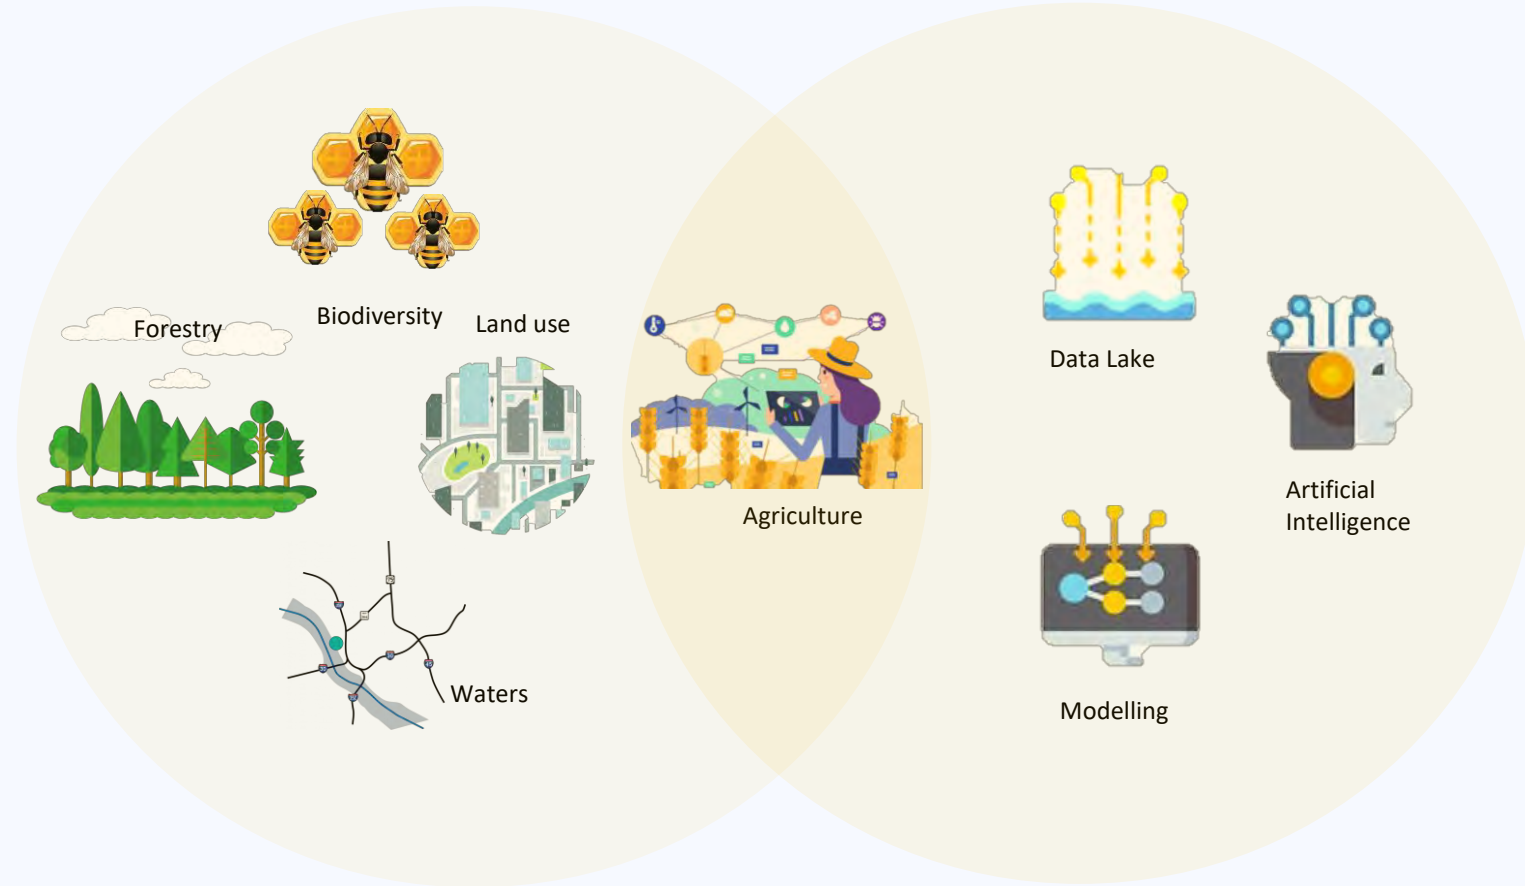 Forestry
Biodiversity
Land use
Waters
Agriculture
Data Lake
Artificial
Intelligence
Modelling